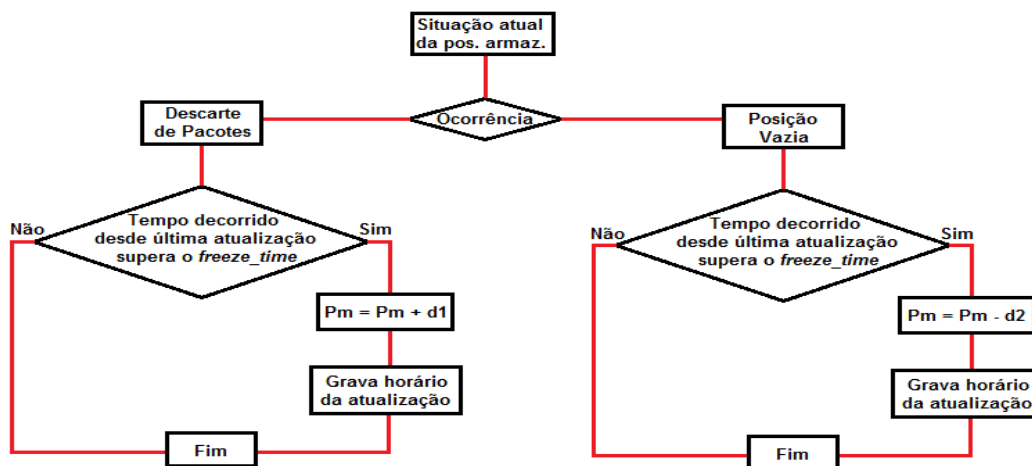 Situação atual
da pos. armaz.
Ocorrência
Descarte
de Pacotes
Posição
Vazia
Não
Tempo decorrido
desde última atualização
supera o freeze_time
Sim
Pm = Pm + d1
Grava horário
da atualização
Fim
Não
Tempo decorrido
desde última atualização
supera o freeze_time
Sim
Pm = Pm - d2
Grava horário
da atualização
Fim